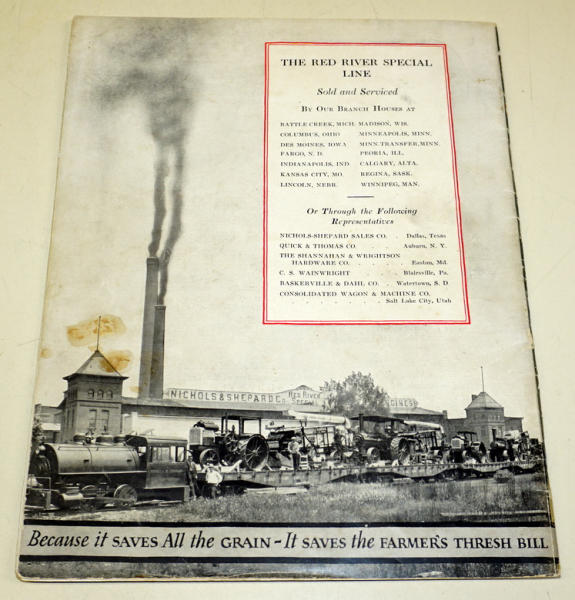 THE RED RIVER SPECIAL
LINE
Sold and Serviced
BY OUR BRANCH HOUSES AT
BATTLE CREEK, MICH. MADISON, WIS.
COLUMBUS, OHIO MINNEAPOLIS, MINN.
DES MOINES, IOWA MINN. TRANSFER, MINN.
FARGO, N. D. PEORIA, ILL.
INDIANAPOLIS, IND CALGARY, ALTA.
KANSAS CITY, MO. REGINA, SASK.
LINCOLN, NEBR. WINNIPEG, MAN.
Or Through the Following
Representatives
NICHOLS-SHEPARD SALES CO. . Dallas, Texas
QUICK & THOMAS CO. . Auburn, N. Y.
THE SHANNAHAN & WRIGHTSON
HARDWARE CO. . . . Easton, Md.
C. S. WAINWRIGHT . . Blairsville, Pa.
BASKERVILLE & DAHL CO. . Watertown, S. D
CONSOLIDATED WAGON & MACHINE CO.
. . . . . . . Salt Lake City, Utah
NICHOLS & SHEPARD CO. RED RIVER SPECIAL
Because it SAVES All the GRAIN - It SAVES the FARMER'S THRESH BILL